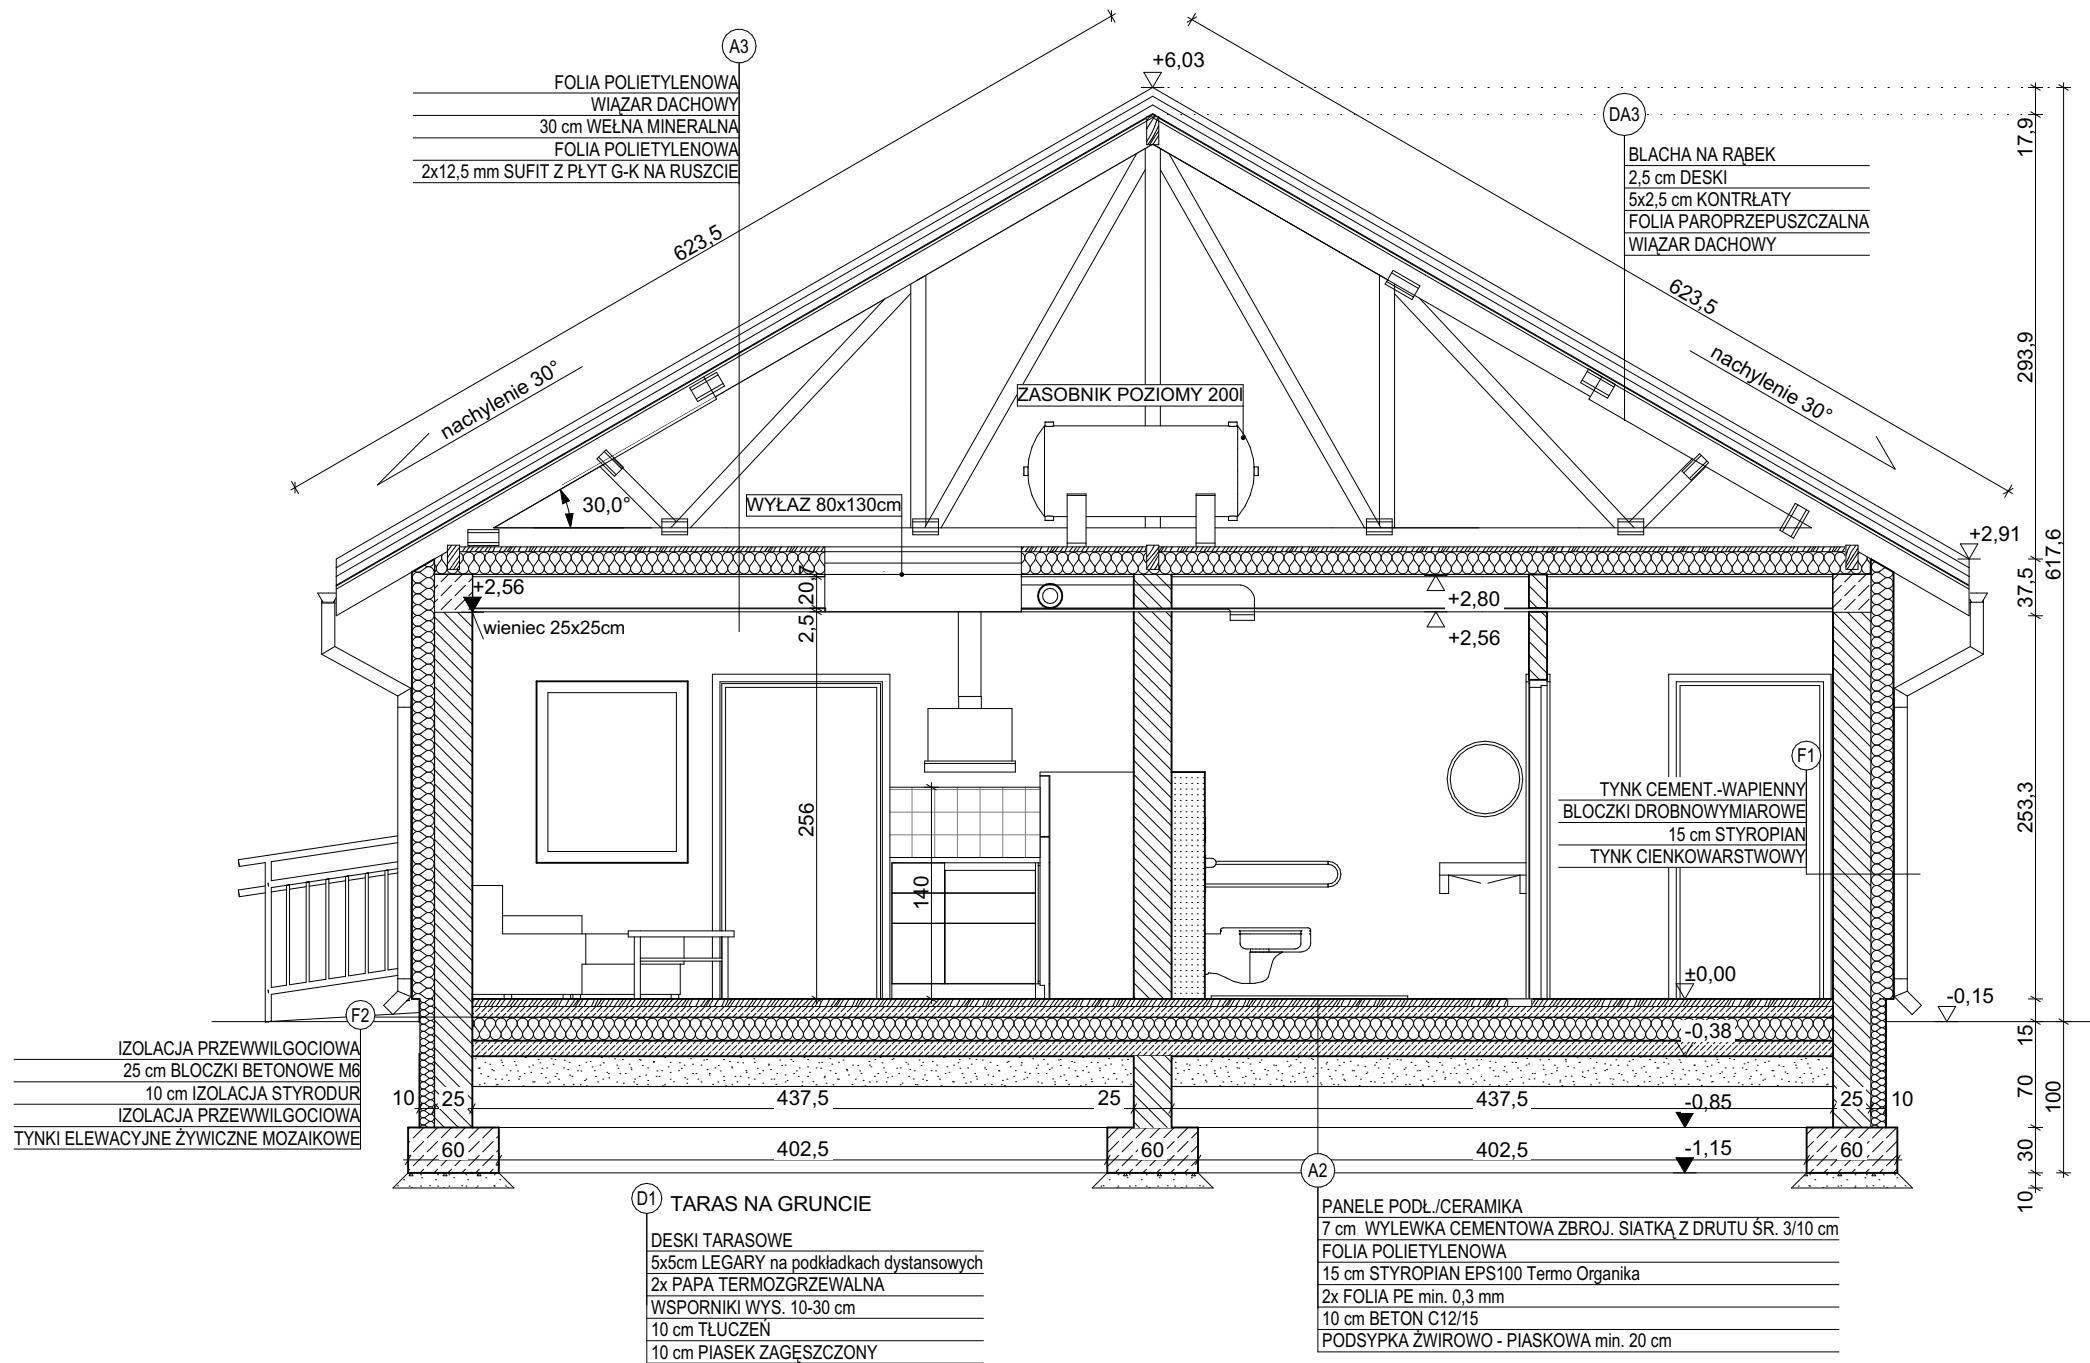 A3
FOLIA POLIETYLENOWA
WIĄZAR DACHOWY
30 cm WEŁNA MINERALNA
FOLIA POLIETYLENOWA
2x12,5 mm SUFIT Z PŁYT G-K NA RUSZCIE
+6,03
DA3
BLACHA NA RĄBEK
2,5 cm DESKI
5x2,5 cm KONTRŁATY
FOLIA PAROPRZEPUSZCZALNA
WIĄZAR DACHOWY
17,9
623,5
623,5
293,9
nachylenie 30°
nachylenie 30°
ZASOBNIK POZIOMY 200l
30,0°
WYŁAZ 80x130cm
+2,91
617,6
+2,56
20,7
2,5
wieniec 25x25cm
+2,80
+2,56
37,5
F1
TYNK CEMENT.-WAPIENNY
BLOCZKI DROBNOWYMIAROWE
15 cm STYROPIAN
TYNK CIENKOWARSTWOWY
256
140
253,3
±0,00
-0,15
F2
IZOLACJA PRZEWWILGOCIOWA
25 cm BLOCZKI BETONOWE M6
10 cm IZOLACJA STYRODUR
IZOLACJA PRZEWWILGOCIOWA
TYNKI ELEWACYJNE ŻYWICZNE MOZAIKOWE
-0,38
15
10 25 437,5 25 437,5 25 10
-0,85
70
100
60 402,5 60 402,5 60
-1,15
30
10
D1 TARAS NA GRUNCIE
DESKI TARASOWE
5x5cm LEGARY na podkładkach dystansowych
2x PAPA TERMOZGRZEWALNA
WSPORNIKI WYS. 10-30 cm
10 cm TŁUCZEŃ
10 cm PIASEK ZAGĘSZCZONY
A2
PANELE PODŁ./CERAMIKA
7 cm WYLEWKA CEMENTOWA ZBROJ. SIATKĄ Z DRUTU ŚR. 3/10 cm
FOLIA POLIETYLENOWA
15 cm STYROPIAN EPS100 Termo Organika
2x FOLIA PE min. 0,3 mm
10 cm BETON C12/15
PODSYPKA ŻWIROWO - PIASKOWA min. 20 cm